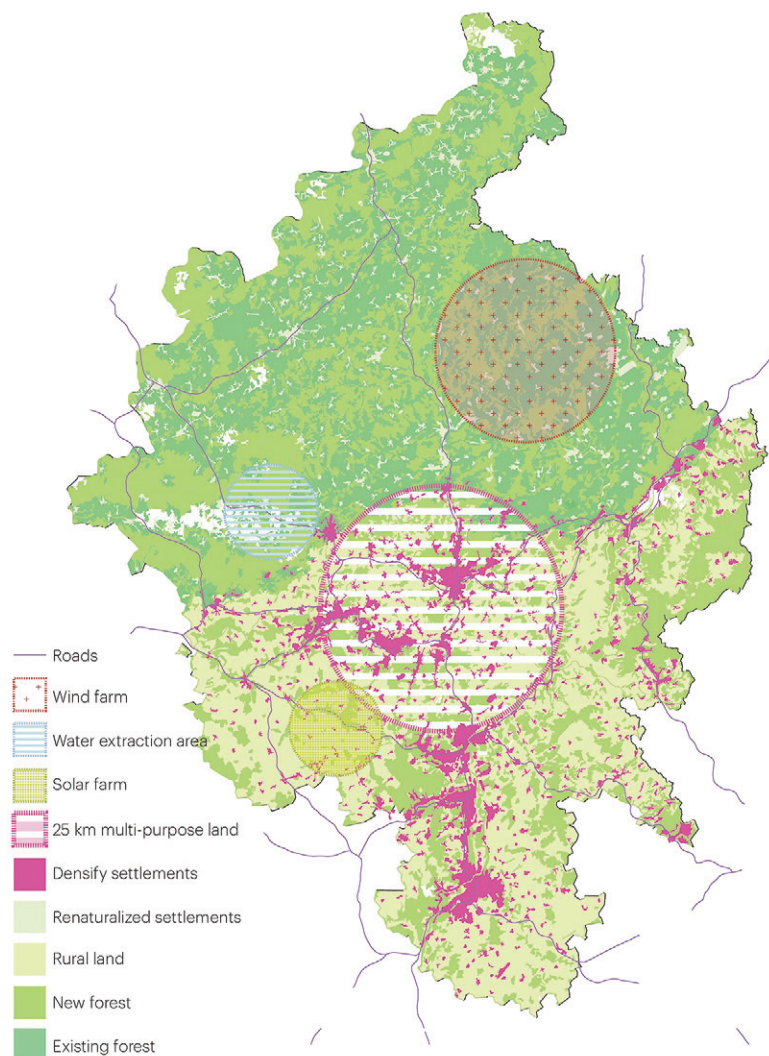 Roads
Wind farm
Water extraction area
Solar farm
25 km multi-purpose land
Densify settlements
Renaturalized settlements
Rural land
New forest
Existing forest